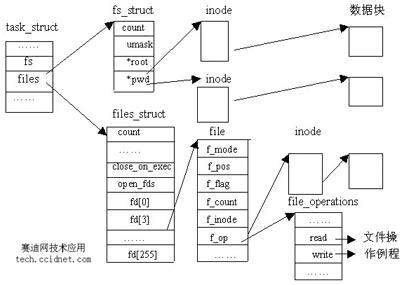 task_struct
……
fs
files
……
fs_struct
count
umask
*root
*pwd
inode
inode
数据块
files_struct
count
……
close_on_exec
open_fds
fd[0]
fd[3]
……
fd[255]
file
f_mode
f_pos
f_flag
f_count
f_inode
f_op
……
inode
file_operations
……
read
write
……
文件操
作例程
赛迪网技术应用
tech.ccidnet.com